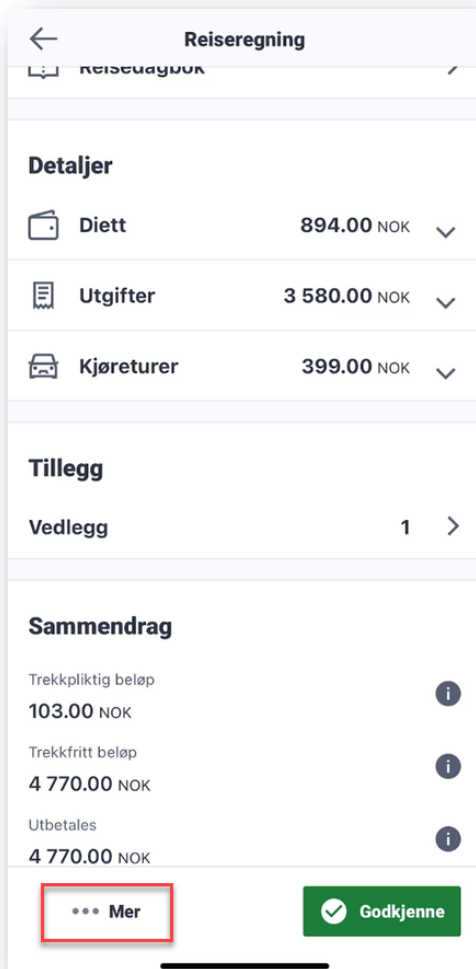 Reiseregning
Reisedagbok
Detaljer
Diett 894.00 NOK
Utgifter 3 580.00 NOK
Kjøreturer 399.00 NOK
Tillegg
Vedlegg 1
Sammendrag
Trekkpliktig beløp
103.00 NOK
Trekkfritt beløp
4 770.00 NOK
Utbetales
4 770.00 NOK
••• Mer Godkjenne